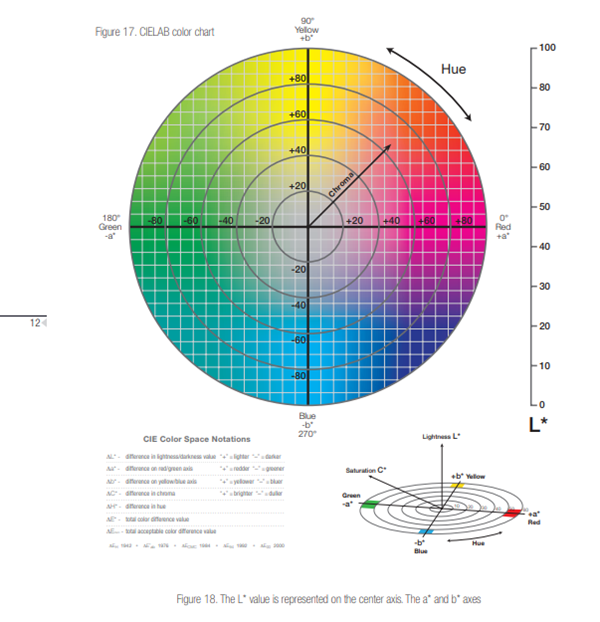 Figure 17. CIELAB color chart
90°
Yellow
+b*
100
Hue
80
+80
80
70
+60
60
+40
Chroma
+20
50
180°
Green
-a*
-80 -60 -40 -20 +20 +40 +60 +80
0°
Red
+a*
40
-20
30
-40
12
20
-60
10
-80
0
Blue
-b*
270°
L*
CIE Color Space Notations
ΔL* - difference in lightness/darkness value "+" = lighter "-" = darker
Δa* - difference on red/green axis "+" = redder "-" = greener
Δb* - difference on yellow/blue axis "+" = yellower "-" = bluer
ΔC* - difference in chroma "+" = brighter "-" = duller
ΔH* - difference in hue
ΔE* - total color difference value
- total acceptable color difference value
Lightness L*
Saturation C*
+b* Yellow
Green
-a*
+a*
Red
-b*
Blue
Hue
Figure 18. The L* value is represented on the center axis. The a* and b* axes